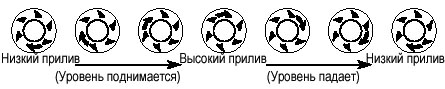 Низкий прилив Высокий прилив Низкий прилив
(Уровень поднимается) (Уровень падает)